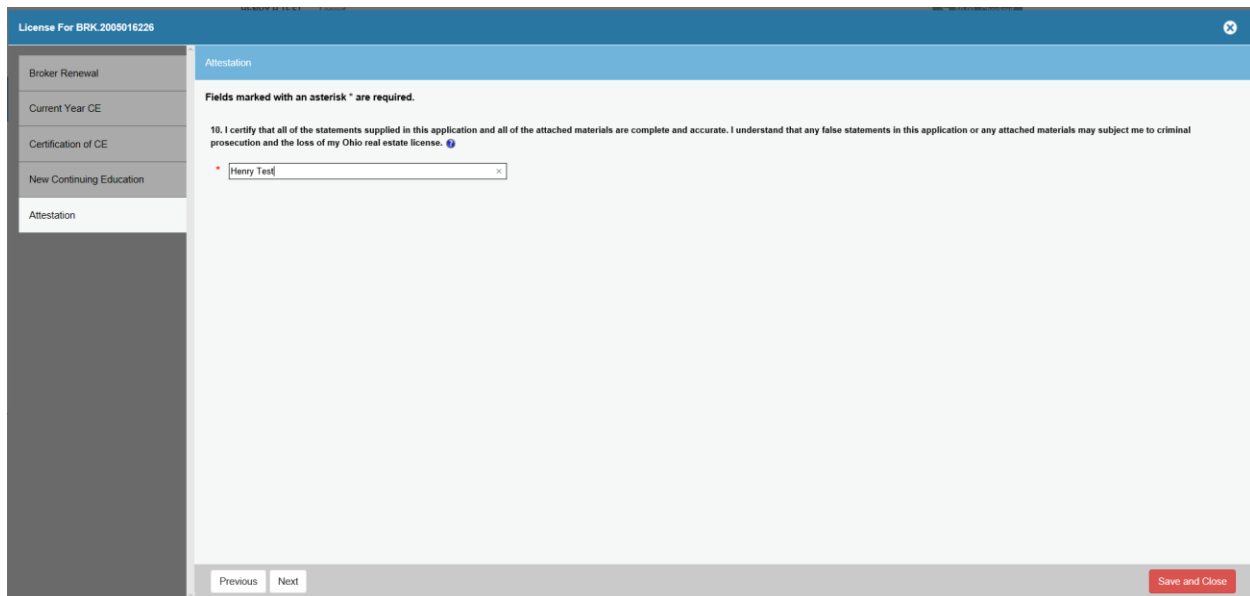 License For BRK.2005016226
Broker Renewal
Current Year CE
Certification of CE
New Continuing Education
Attestation
Attestation
Fields marked with an asterisk * are required.
10. I certify that all of the statements supplied in this application and all of the attached materials are complete and accurate. I understand that any false statements in this application or any attached materials may subject me to criminal
prosecution and the loss of my Ohio real estate license. ?
* Henry Test ×
Previous Next Save and Close